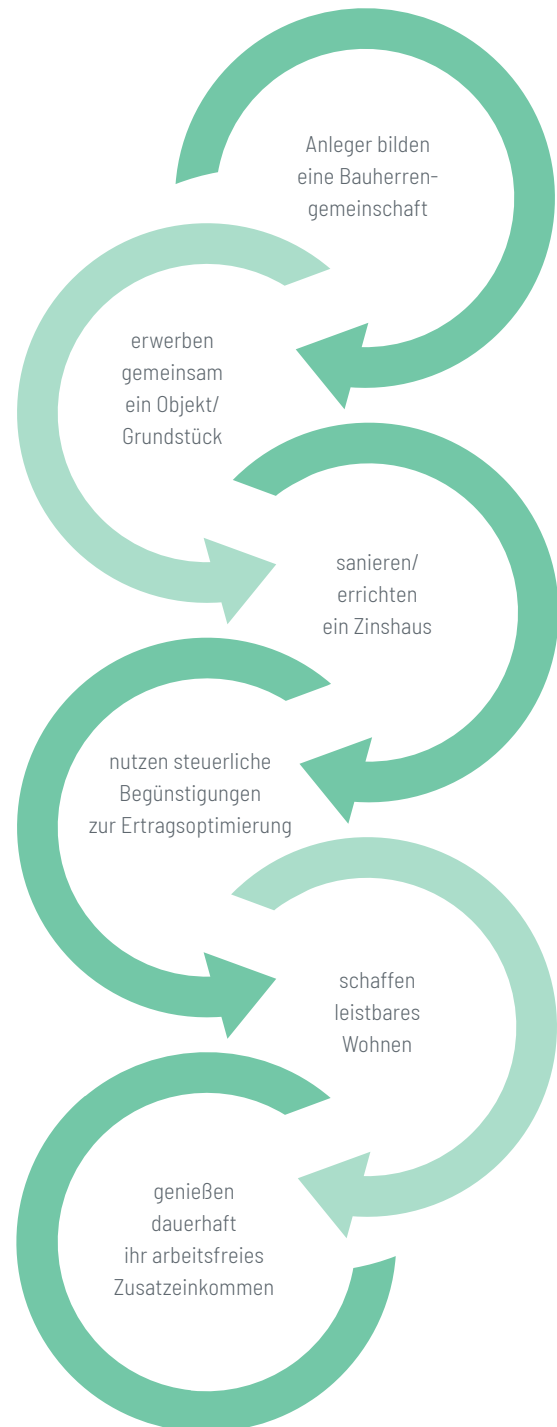 Anleger bilden
eine Bauherren-
gemeinschaft
erwerben
gemeinsam
ein Objekt/
Grundstück
sanieren/
errichten
ein Zinshaus
nutzen steuerliche
Begünstigungen
zur Ertragsoptimierung
schaffen
leistbares
Wohnen
genießen
dauerhaft
ihr arbeitsfreies
Zusatzeinkommen